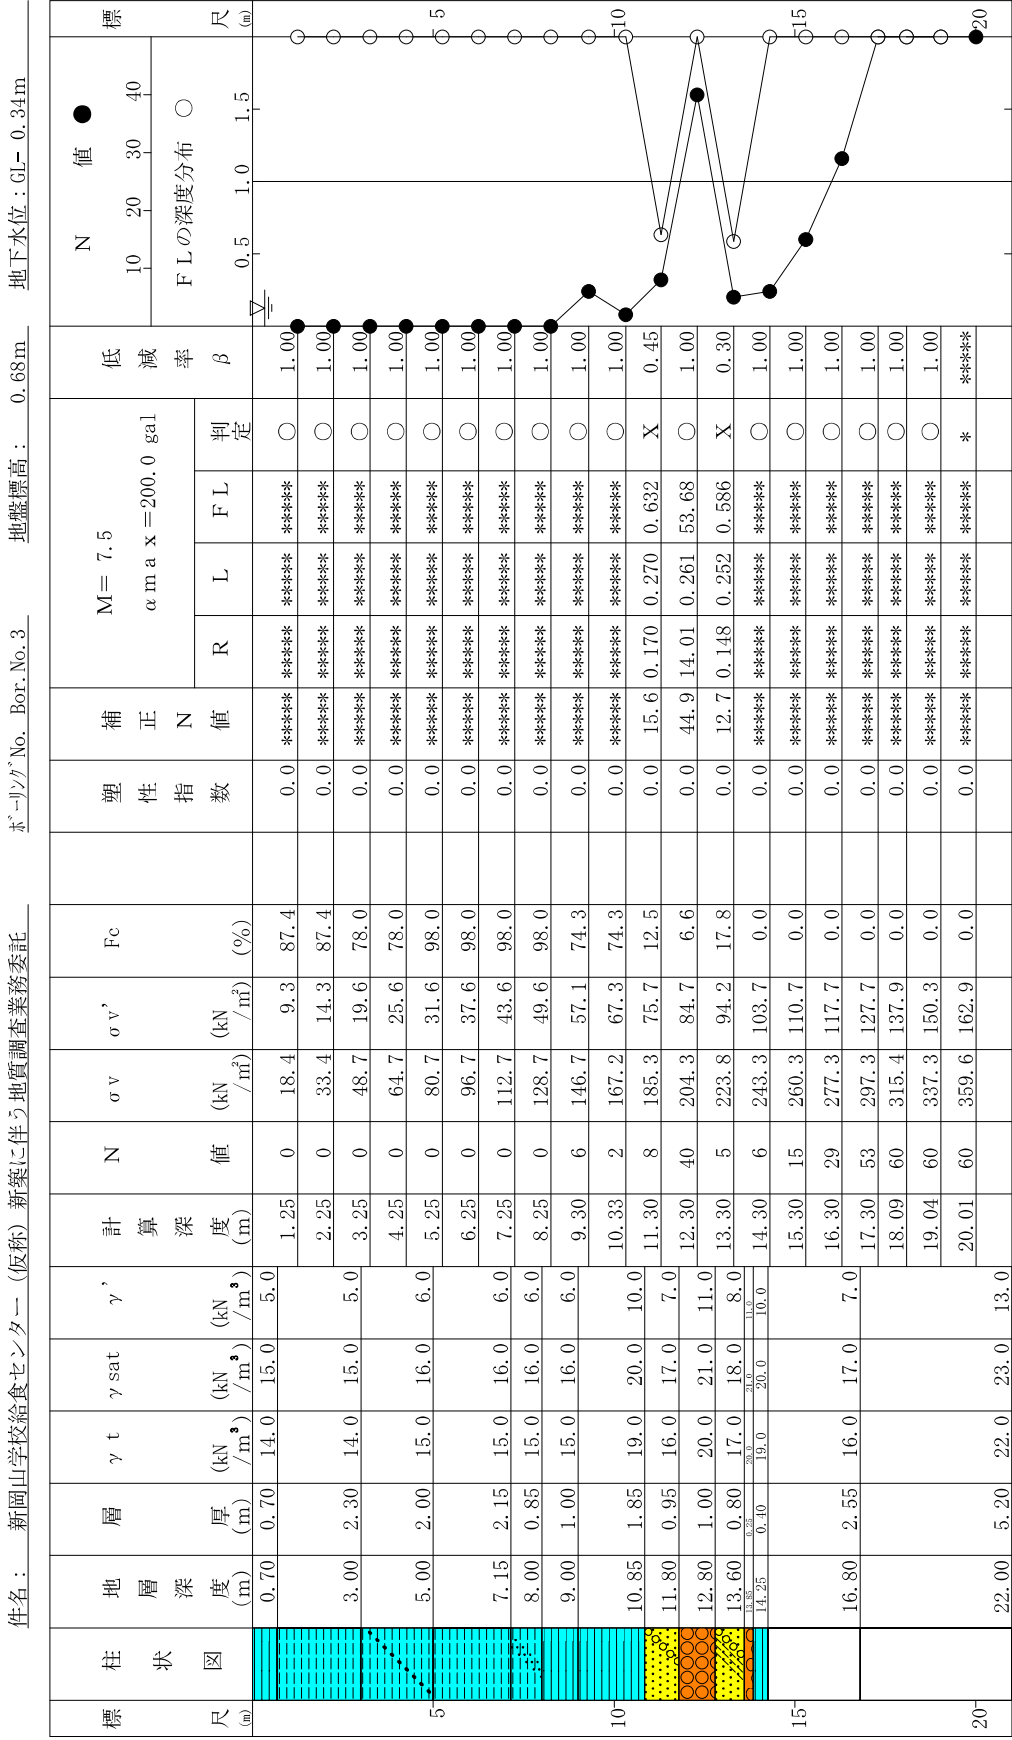 件名： 新岡山学校給食センター（仮称）新築に伴う地質調査業務委託 ﾎﾞｰﾘﾝｸﾞNo. Bor.No.3 地盤標高： 0.68m 地下水位：GL- 0.34m
標尺(m) 柱状図 地層深度(m) 層厚(m) γt(kN/m³) γsat(kN/m³) γ'(kN/m³) 計算深度(m) N値 σv(kN/㎡) σv'(kN/㎡) Fc(%) 塑性指数 補正N値 M= 7.5 αmax=200.0 gal R L FL 判定 低減率β N値 ● 10 20 30 40 FLの深度分布 ○ 0.5 1.0 1.5 標尺(m)
0.70 0.70 14.0 15.0 5.0
3.00 2.30 14.0 15.0 5.0
5.00 2.00 15.0 16.0 6.0
7.15 2.15 15.0 16.0 6.0
8.00 0.85 15.0 16.0 6.0
9.00 1.00 15.0 16.0 6.0
10.85 1.85 19.0 20.0 10.0
11.80 0.95 16.0 17.0 7.0
12.80 1.00 20.0 21.0 11.0
13.60 0.80 17.0 18.0 8.0
13.85 0.25 20.0 21.0 11.0
14.25 0.40 19.0 20.0 10.0
16.80 2.55 16.0 17.0 7.0
22.00 5.20 22.0 23.0 13.0
1.25 0 18.4 9.3 87.4 0.0 ***** ***** ***** ***** ○ 1.00
2.25 0 33.4 14.3 87.4 0.0 ***** ***** ***** ***** ○ 1.00
3.25 0 48.7 19.6 78.0 0.0 ***** ***** ***** ***** ○ 1.00
4.25 0 64.7 25.6 78.0 0.0 ***** ***** ***** ***** ○ 1.00
5.25 0 80.7 31.6 98.0 0.0 ***** ***** ***** ***** ○ 1.00
6.25 0 96.7 37.6 98.0 0.0 ***** ***** ***** ***** ○ 1.00
7.25 0 112.7 43.6 98.0 0.0 ***** ***** ***** ***** ○ 1.00
8.25 0 128.7 49.6 98.0 0.0 ***** ***** ***** ***** ○ 1.00
9.30 6 146.7 57.1 74.3 0.0 ***** ***** ***** ***** ○ 1.00
10.33 2 167.2 67.3 74.3 0.0 ***** ***** ***** ***** ○ 1.00
11.30 8 185.3 75.7 12.5 0.0 15.6 0.170 0.270 0.632 X 0.45
12.30 40 204.3 84.7 6.6 0.0 44.9 14.01 0.261 53.68 ○ 1.00
13.30 5 223.8 94.2 17.8 0.0 12.7 0.148 0.252 0.586 X 0.30
14.30 6 243.3 103.7 0.0 0.0 ***** ***** ***** ***** ○ 1.00
15.30 15 260.3 110.7 0.0 0.0 ***** ***** ***** ***** ○ 1.00
16.30 29 277.3 117.7 0.0 0.0 ***** ***** ***** ***** ○ 1.00
17.30 53 297.3 127.7 0.0 0.0 ***** ***** ***** ***** ○ 1.00
18.09 60 315.4 137.9 0.0 0.0 ***** ***** ***** ***** ○ 1.00
19.04 60 337.3 150.3 0.0 0.0 ***** ***** ***** ***** ○ 1.00
20.01 60 359.6 162.9 0.0 0.0 ***** ***** ***** ***** * *****
5 5
10 10
15 15
20 20